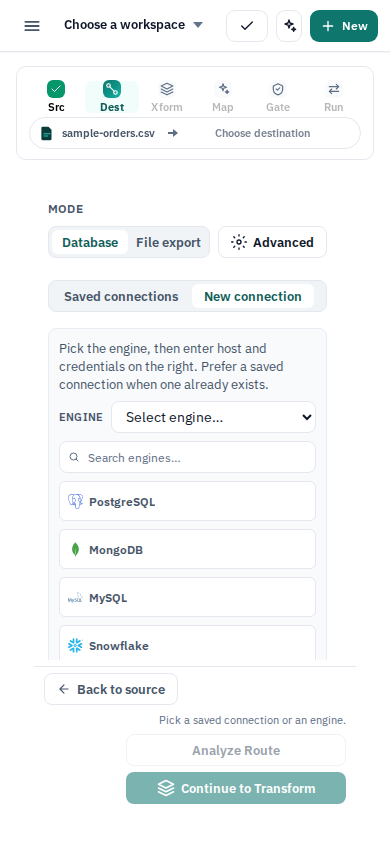 Choose a workspace
New
Src
Dest
Xform
Map
Gate
Run
sample-orders.csv
Choose destination
MODE
Database
File export
Advanced
Saved connections
New connection
Pick the engine, then enter host and
credentials on the right. Prefer a saved
connection when one already exists.
ENGINE
Select engine...
Search engines...
PostgreSQL
MongoDB
MySQL
MySQL
Snowflake
Back to source
Pick a saved connection or an engine.
Analyze Route
Continue to Transform